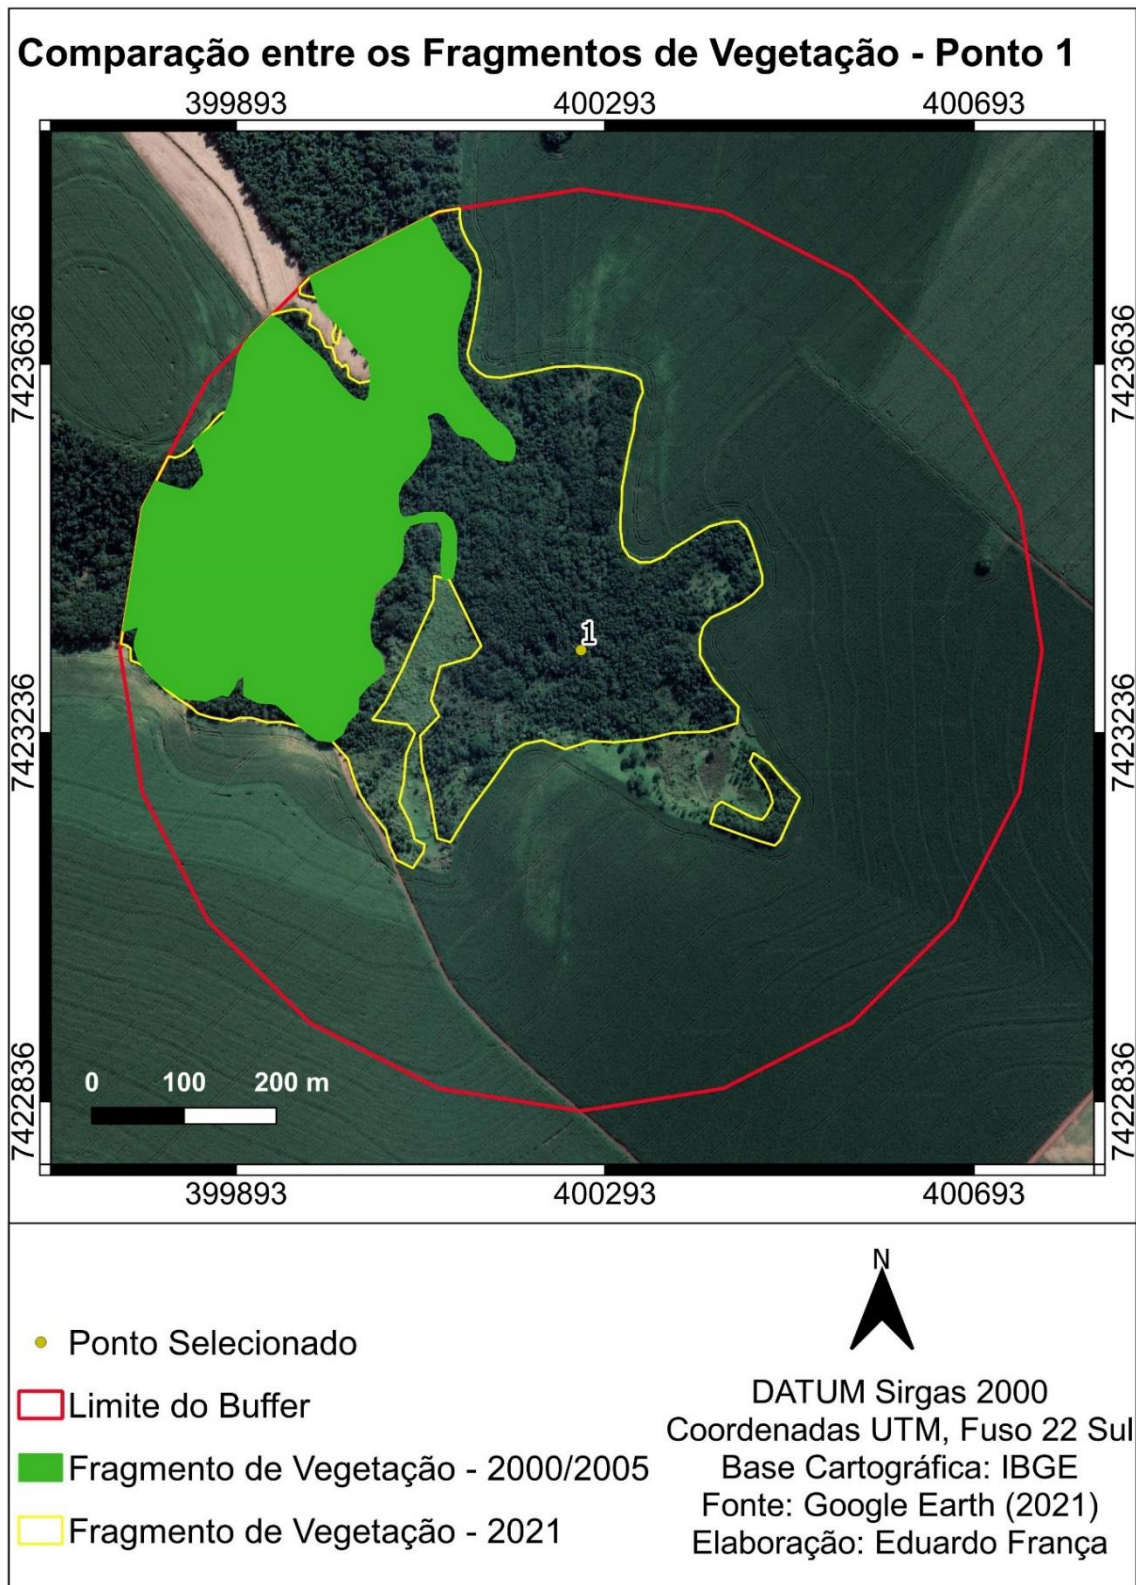 Comparação entre os Fragmentos de Vegetação - Ponto 1
399893 400293 400693
7423636 7423636
1
7423236 7423236
0 100 200 m
7422836 7422836
399893 400293 400693
N
Ponto Selecionado
Limite do Buffer
Fragmento de Vegetação - 2000/2005
Fragmento de Vegetação - 2021
DATUM Sirgas 2000
Coordenadas UTM, Fuso 22 Sul
Base Cartográfica: IBGE
Fonte: Google Earth (2021)
Elaboração: Eduardo França